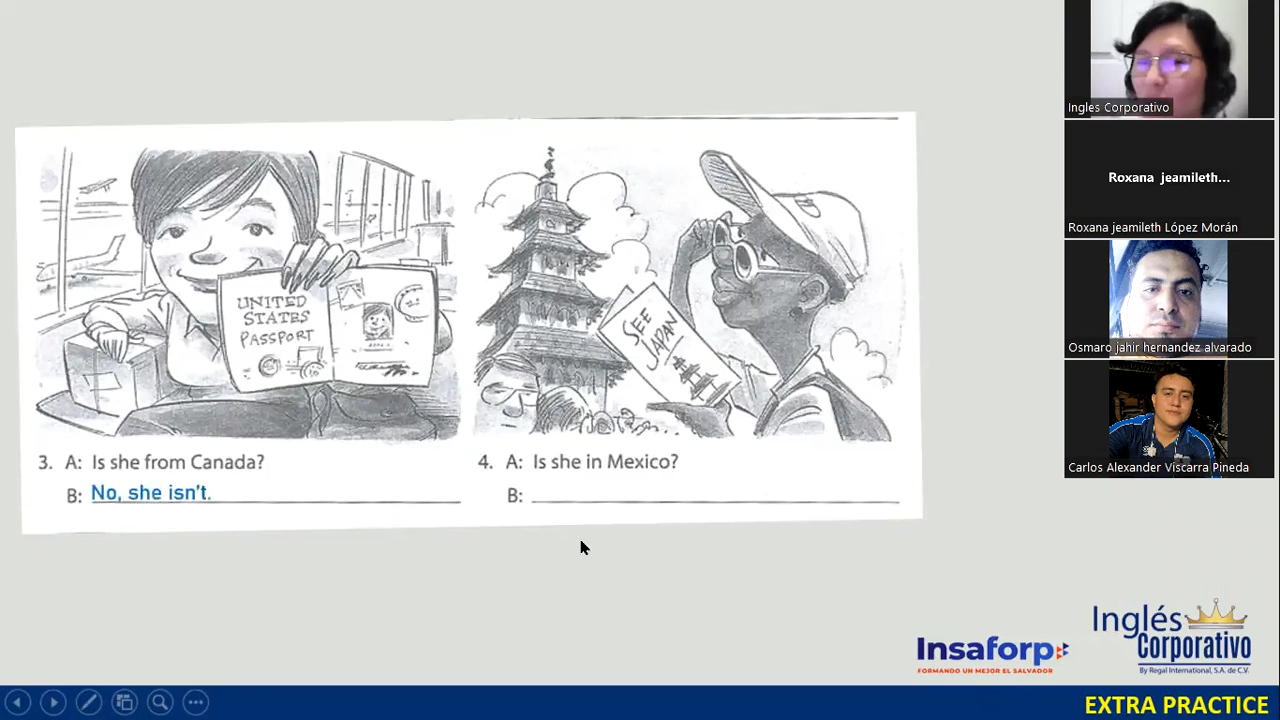 Ingles Corporativo
Roxana jeamileth...
Roxana jeamileth López Morán
Osmaro jahir hernandez alvarado
Carlos Alexander Viscarra Pineda
UNITED
STATES
PASSPORT
SEE
JAPAN
3. A: Is she from Canada?
B: No, she isn't.
4. A: Is she in Mexico?
B:
Insaforp
FORMANDO UN MEJOR EL SALVADOR
Inglés
Corporativo
By Regal International, S.A. de C.V.
EXTRA PRACTICE